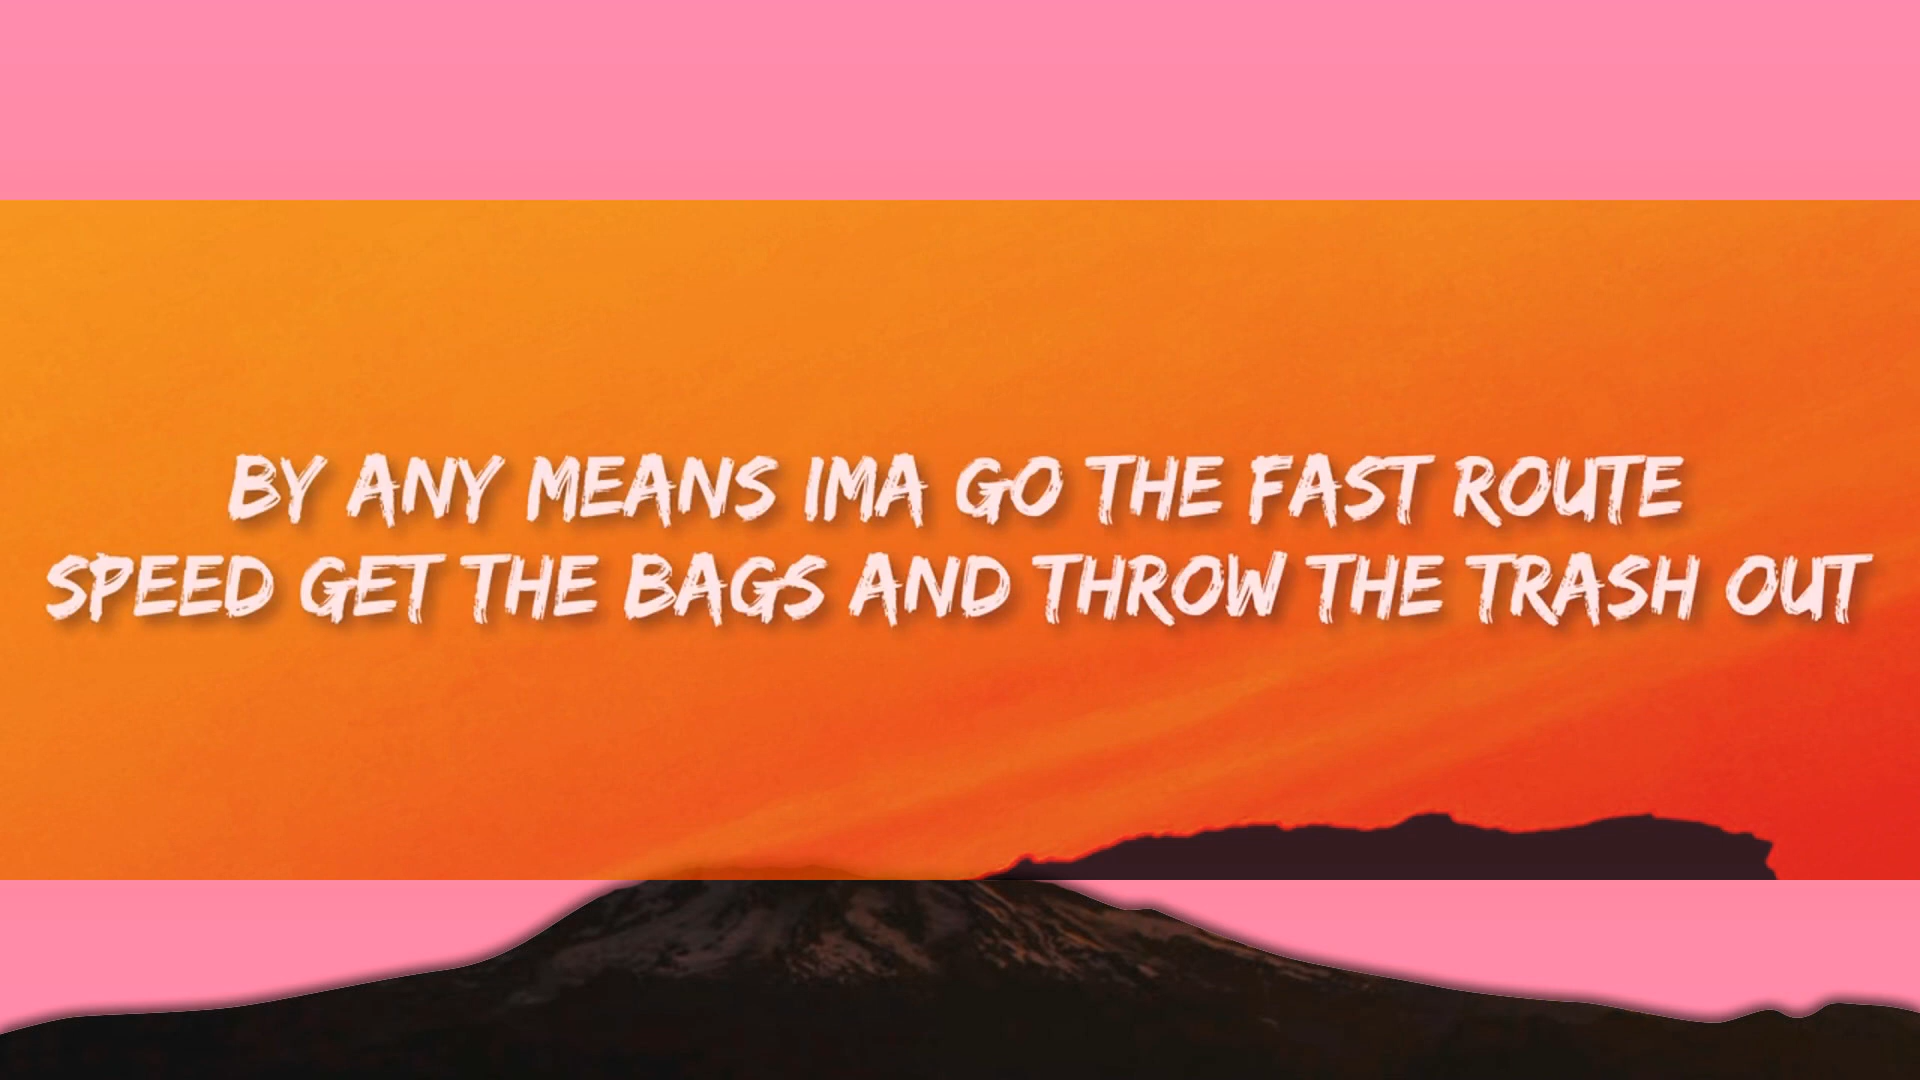 BY ANY MEANS IMA GO THE FAST ROUTE
SPEED GET THE BAGS AND THROW THE TRASH OUT